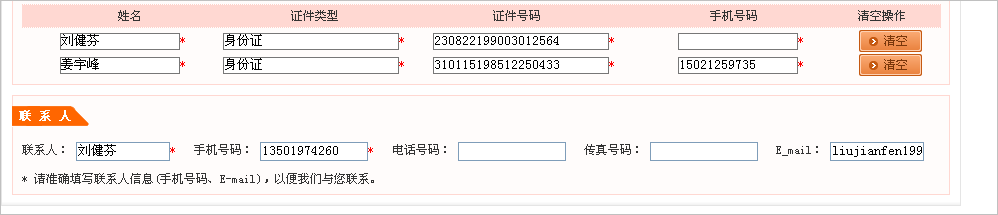 姓名 证件类型 证件号码 手机号码 清空操作
刘健芬* 身份证* 230822199003012564* * 清空
姜宇峰* 身份证* 310115198512250433* 15021259735* 清空
联系人
联系人： 刘健芬* 手机号码： 13501974260* 电话号码： 传真号码： E_mail： liujianfen199
* 请准确填写联系人信息(手机号码、E-mail)，以便我们与您联系。